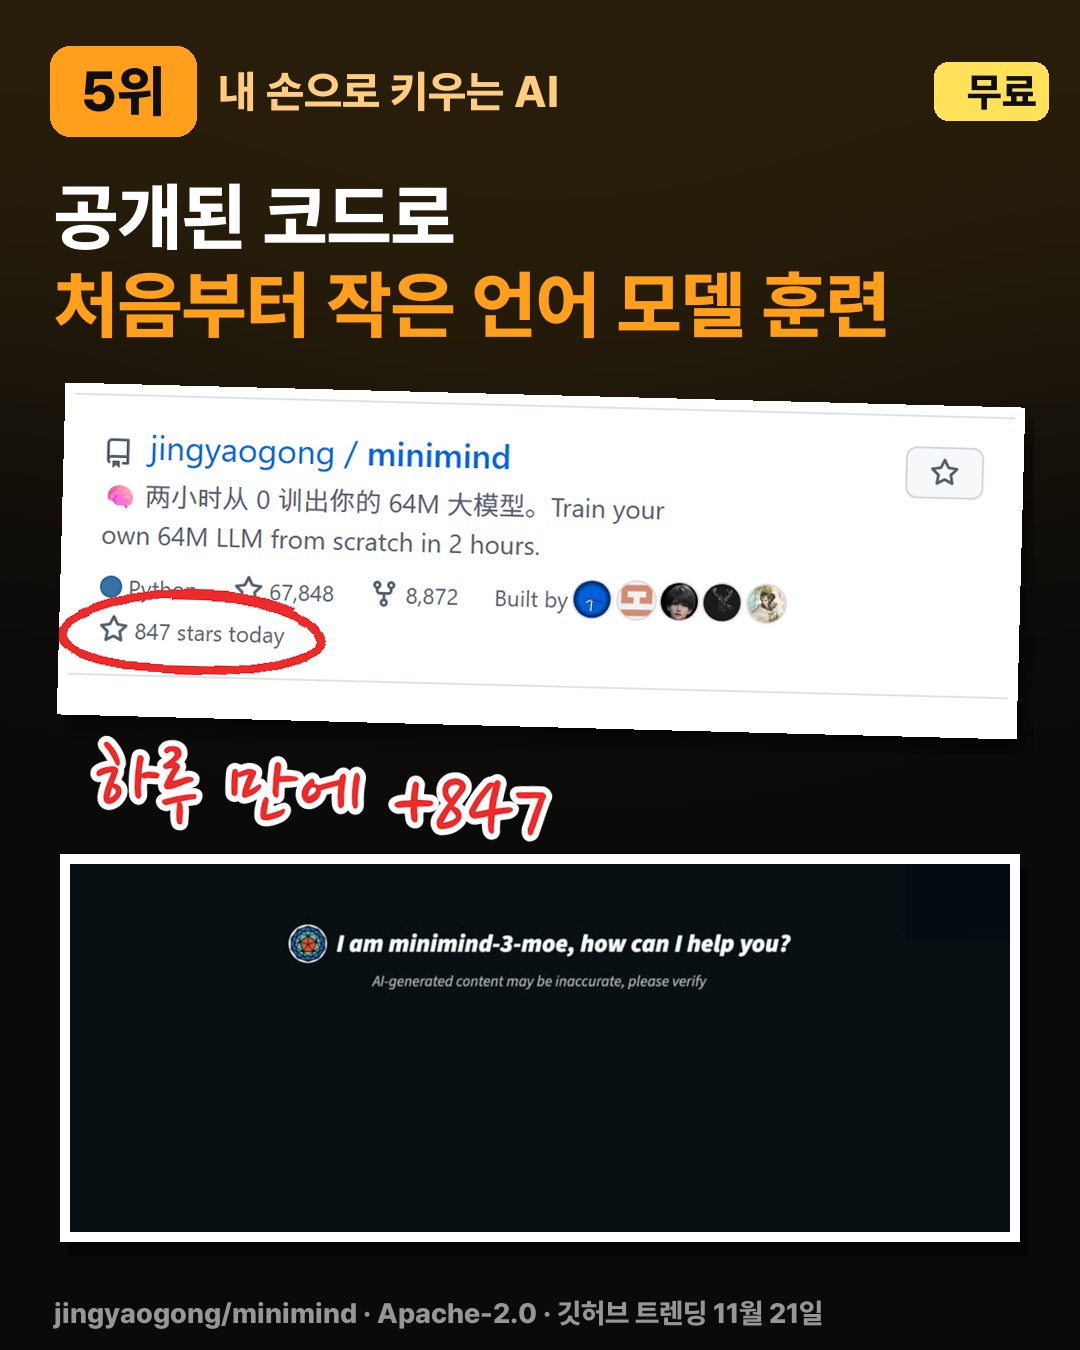 5위
내 손으로 키우는 AI
무료
공개된 코드로
처음부터 작은 언어 모델 훈련
jingyaogong / minimind
🧠 两小时从 0 训出你的 64M 大模型。Train your
own 64M LLM from scratch in 2 hours.
Python 67,848 8,872 Built by
847 stars today
하루 만에 +847
I am minimind-3-moe, how can I help you?
AI-generated content may be inaccurate, please verify
jingyaogong/minimind · Apache-2.0 · 깃허브 트렌딩 11월 21일